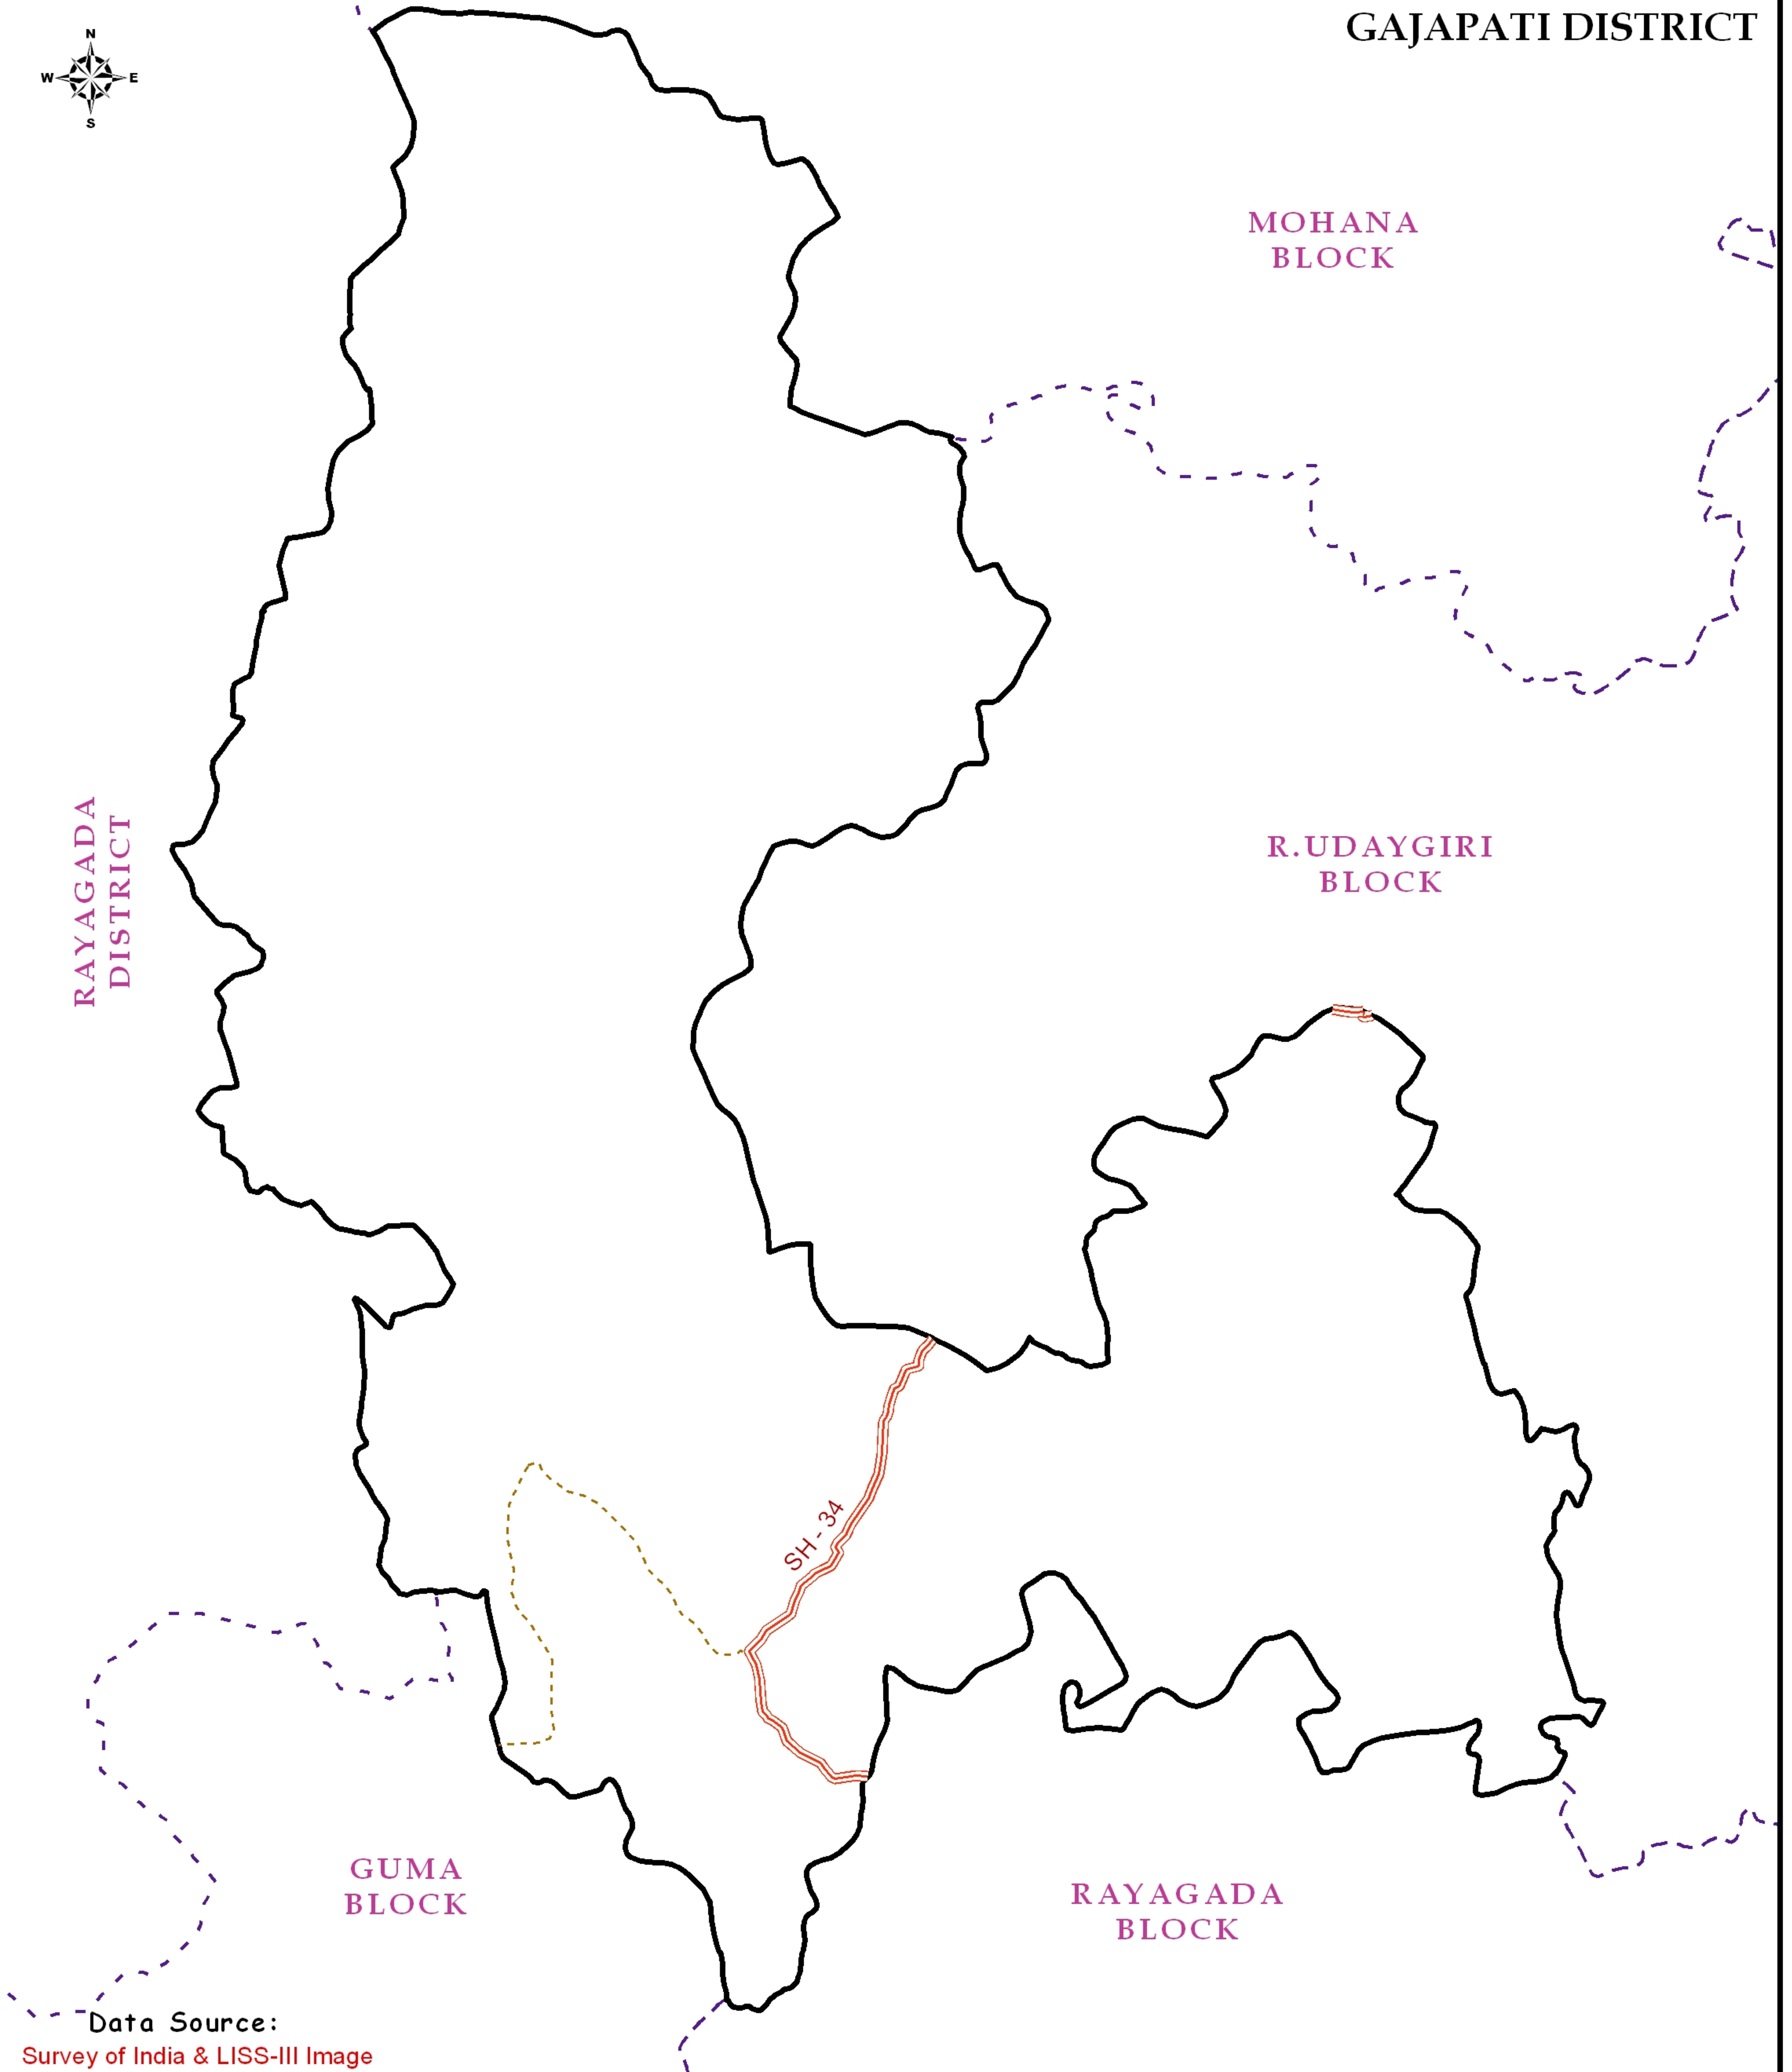 GAJAPATI DISTRICT
N
W E
S
MOHANA
BLOCK
RAYAGADA
DISTRICT
R.UDAYGIRI
BLOCK
SH - 34
GUMA
BLOCK
RAYAGADA
BLOCK
Data Source:
Survey of India & LISS-III Image